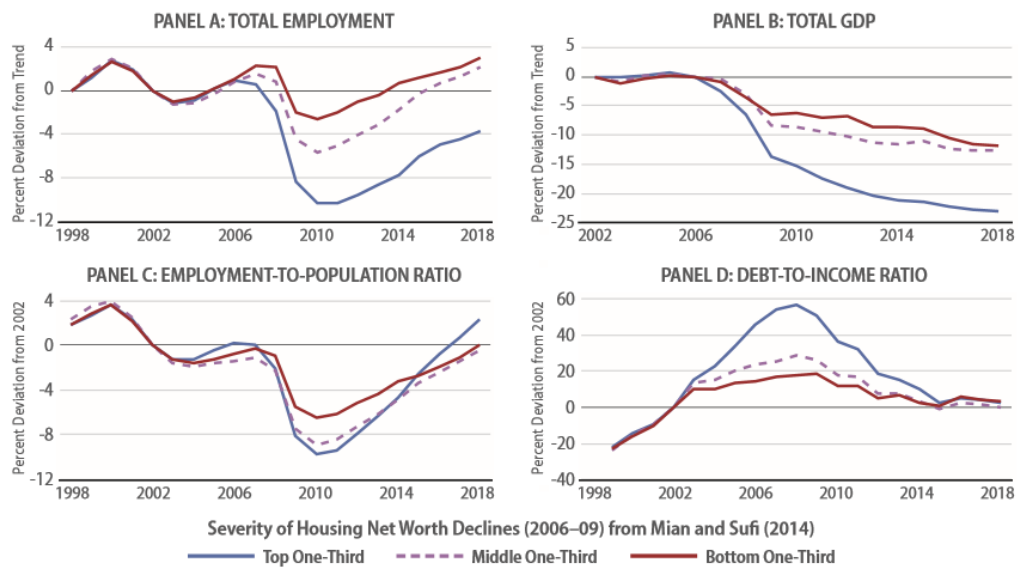 PANEL A: TOTAL EMPLOYMENT
Percent Deviation from Trend
4
0
-4
-8
-12
1998 2002 2006 2010 2014 2018
PANEL B: TOTAL GDP
Percent Deviation from Trend
5
0
-5
-10
-15
-20
-25
2002 2006 2010 2014 2018
PANEL C: EMPLOYMENT-TO-POPULATION RATIO
Percent Deviation from 2002
4
0
-4
-8
-12
1998 2002 2006 2010 2014 2018
PANEL D: DEBT-TO-INCOME RATIO
Percent Deviation from 2002
60
40
20
0
-20
-40
1998 2002 2006 2010 2014 2018
Severity of Housing Net Worth Declines (2006–09) from Mian and Sufi (2014)
Top One-Third Middle One-Third Bottom One-Third